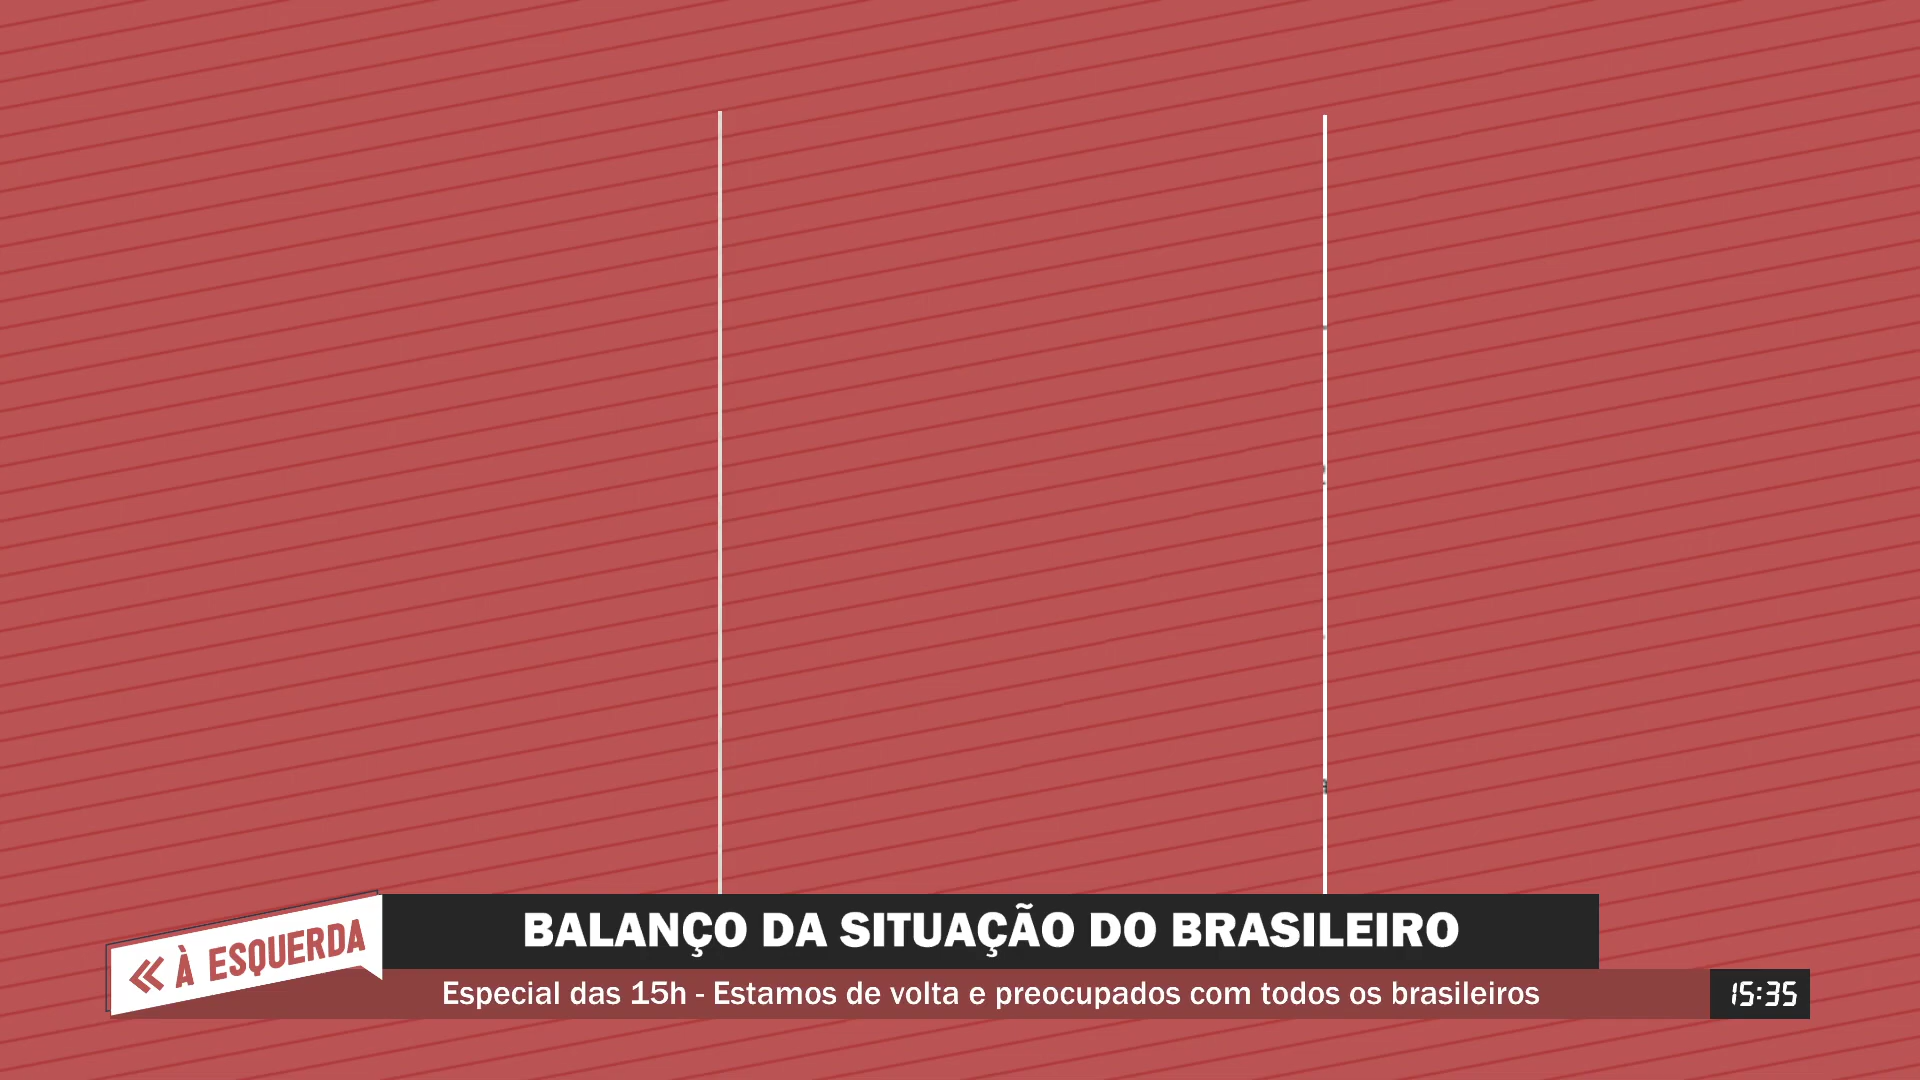 BALANÇO DA SITUAÇÃO DO BRASILEIRO
« À ESQUERDA
Especial das 15h - Estamos de volta e preocupados com todos os brasileiros
15:35